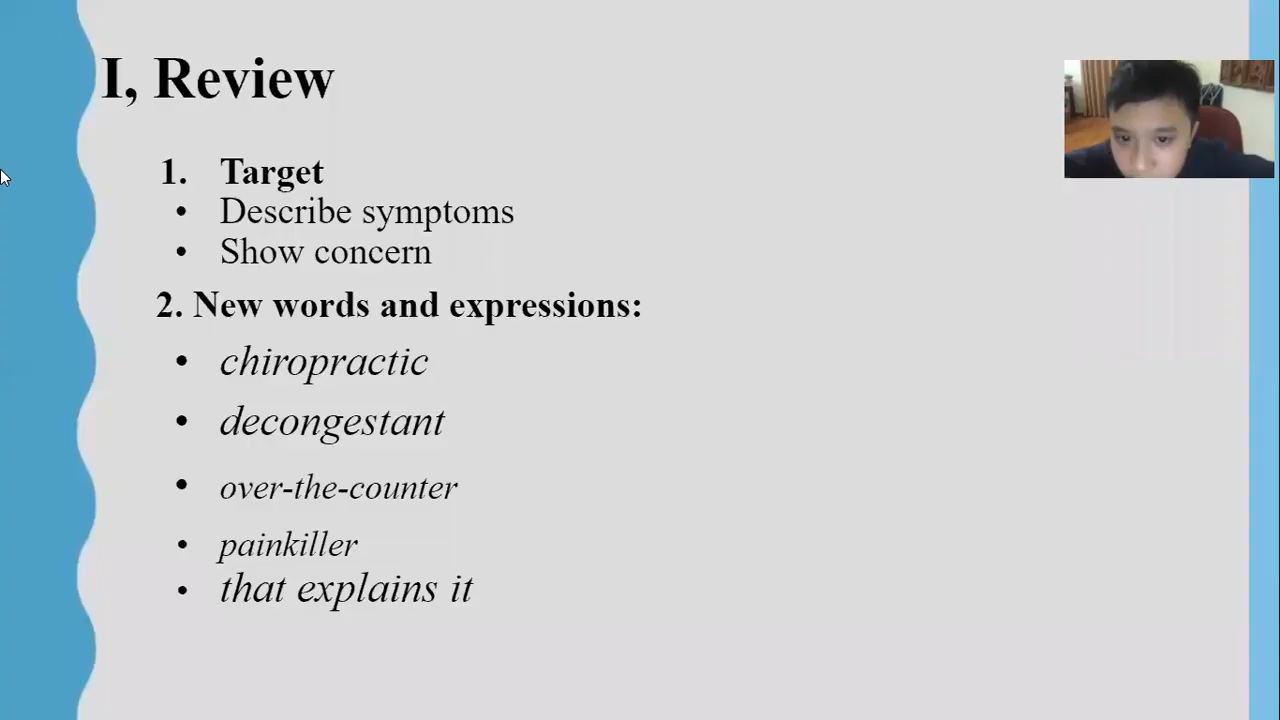 I, Review
1. Target
• Describe symptoms
• Show concern
2. New words and expressions:
• chiropractic
• decongestant
• over-the-counter
• painkiller
• that explains it